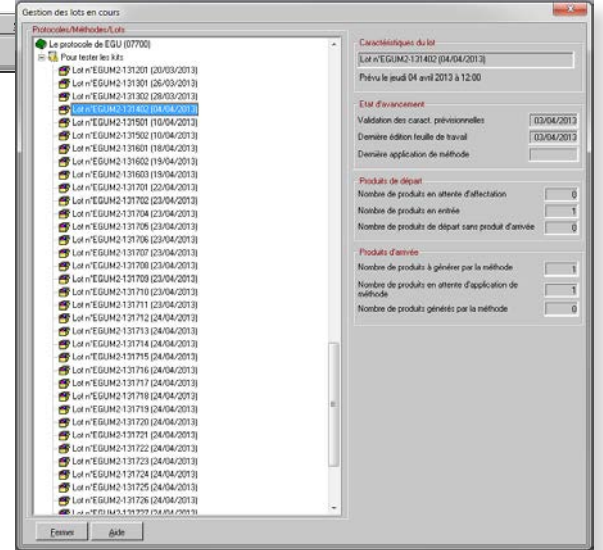 Gestion des lots en cours
Protocoles/Méthodes/Lots
Le protocole de EGU (07700)
Pour tester les kits
Lot n°EGUM2-131201 (20/03/2013)
Lot n°EGUM2-131301 (26/03/2013)
Lot n°EGUM2-131302 (28/03/2013)
Lot n°EGUM2-131402 (04/04/2013)
Lot n°EGUM2-131501 (10/04/2013)
Lot n°EGUM2-131502 (10/04/2013)
Lot n°EGUM2-131601 (18/04/2013)
Lot n°EGUM2-131602 (19/04/2013)
Lot n°EGUM2-131603 (19/04/2013)
Lot n°EGUM2-131701 (22/04/2013)
Lot n°EGUM2-131702 (23/04/2013)
Lot n°EGUM2-131704 (23/04/2013)
Lot n°EGUM2-131705 (23/04/2013)
Lot n°EGUM2-131706 (23/04/2013)
Lot n°EGUM2-131707 (23/04/2013)
Lot n°EGUM2-131708 (23/04/2013)
Lot n°EGUM2-131709 (23/04/2013)
Lot n°EGUM2-131710 (23/04/2013)
Lot n°EGUM2-131711 (23/04/2013)
Lot n°EGUM2-131712 (24/04/2013)
Lot n°EGUM2-131713 (24/04/2013)
Lot n°EGUM2-131714 (24/04/2013)
Lot n°EGUM2-131715 (24/04/2013)
Lot n°EGUM2-131716 (24/04/2013)
Lot n°EGUM2-131717 (24/04/2013)
Lot n°EGUM2-131718 (24/04/2013)
Lot n°EGUM2-131719 (24/04/2013)
Lot n°EGUM2-131720 (24/04/2013)
Lot n°EGUM2-131721 (24/04/2013)
Lot n°EGUM2-131722 (24/04/2013)
Lot n°EGUM2-131723 (24/04/2013)
Lot n°EGUM2-131724 (24/04/2013)
Lot n°EGUM2-131725 (24/04/2013)
Lot n°EGUM2-131726 (24/04/2013)
Lot n°EGUM2-131727 (24/04/2013)
Fermer Aide
Caractéristiques du lot
Lot n°EGUM2-131402 (04/04/2013)
Prévu le jeudi 04 avril 2013 à 12:00
Etat d'avancement
Validation des caract. prévisionnelles 03/04/2013
Dernière édition feuille de travail 03/04/2013
Dernière application de méthode
Produits de départ
Nombre de produits en attente d'affectation 0
Nombre de produits en entrée 1
Nombre de produits de départ sans produit d'arrivée 0
Produits d'arrivée
Nombre de produits à générer par la méthode 1
Nombre de produits en attente d'application de
méthode 1
Nombre de produits générés par la méthode 0